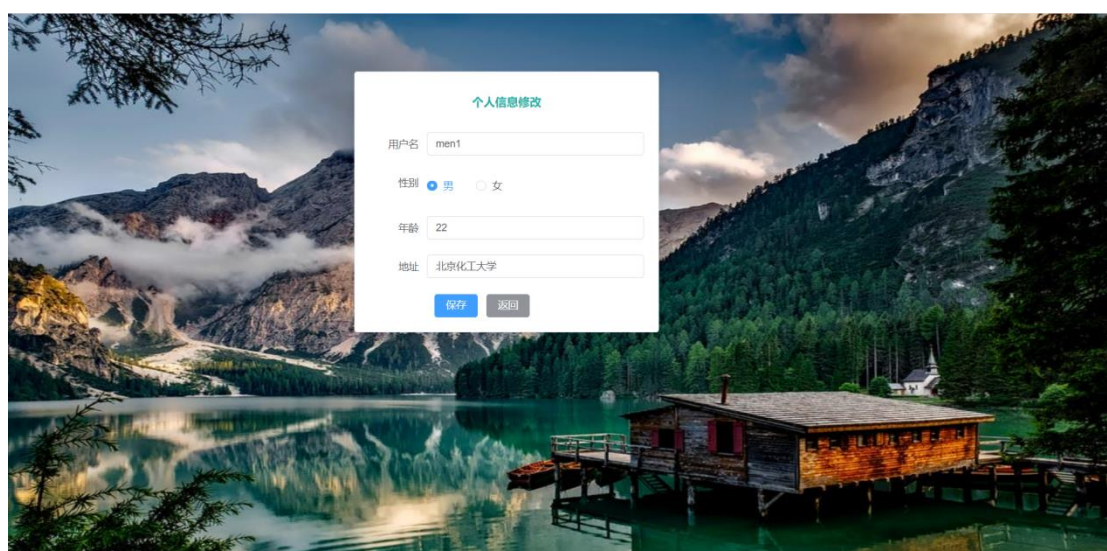 个人信息修改
用户名 men1
性别 男 女
年龄 22
地址 北京化工大学
保存 返回